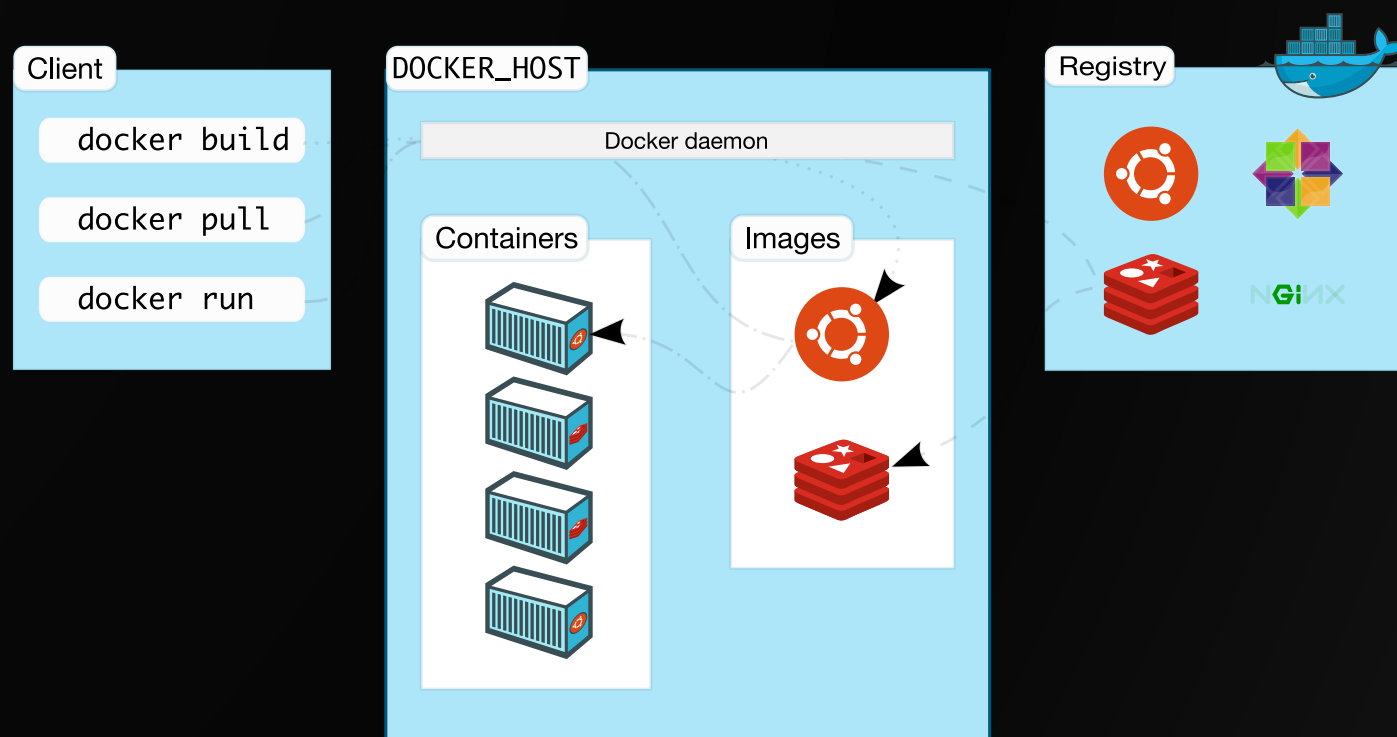 Client
docker build
docker pull
docker run
DOCKER_HOST
Docker daemon
Containers
Images
Registry
NGINX